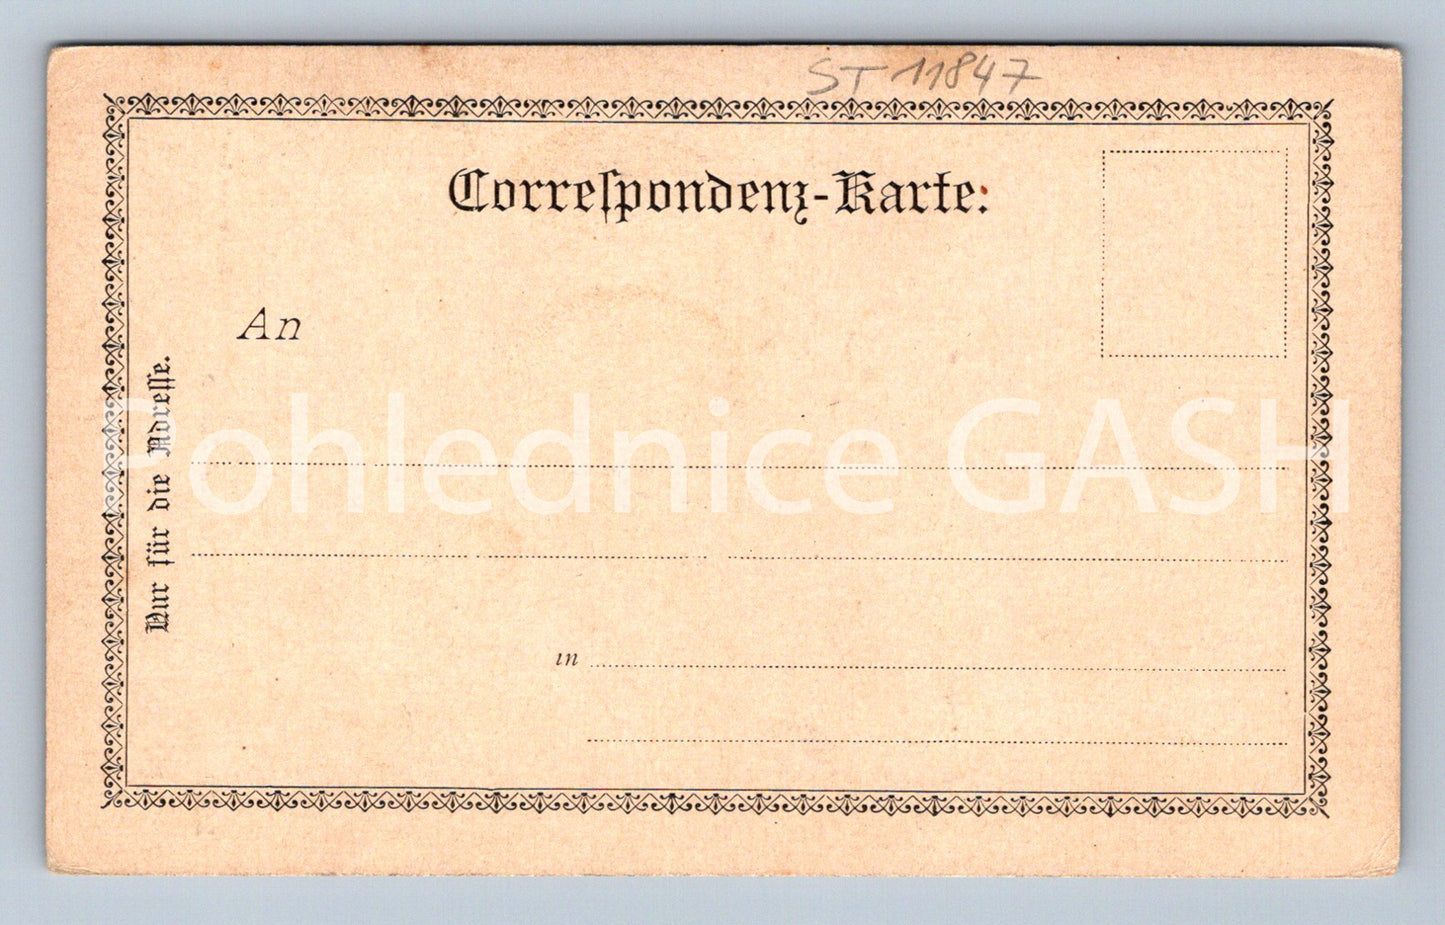 ST 11847
Correſpondenz-Karte:
An
Nur für die Adreſſe.
Pohlednice GASH
in